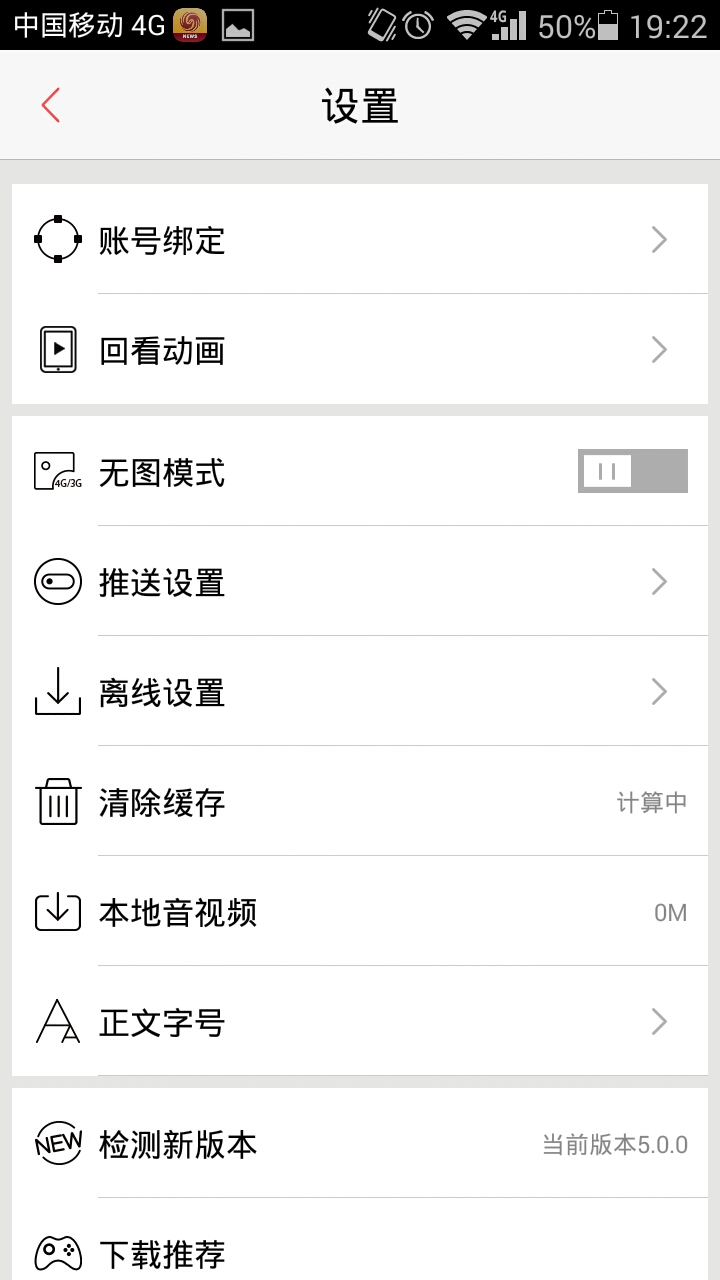 中国移动 4G NEWS 4G 50% 19:22
设置
账号绑定
回看动画
4G/3G 无图模式
推送设置
离线设置
清除缓存 计算中
本地音视频 0M
正文字号
NEW 检测新版本 当前版本5.0.0
下载推荐